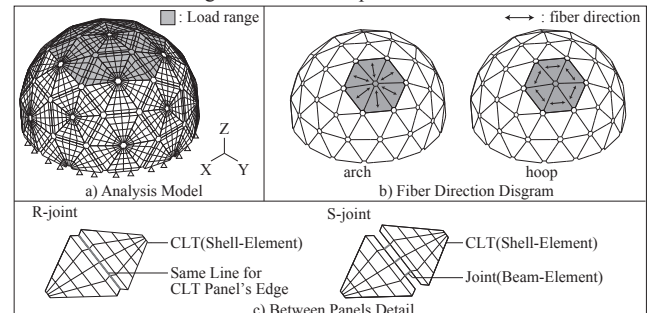 : Load range
Z
X
Y
a) Analysis Model
: fiber direction
arch
hoop
b) Fiber Direction Disgram
R-joint
CLT(Shell-Element)
Same Line for
CLT Panel's Edge
S-joint
CLT(Shell-Element)
Joint(Beam-Element)
c) Between Panels Detail